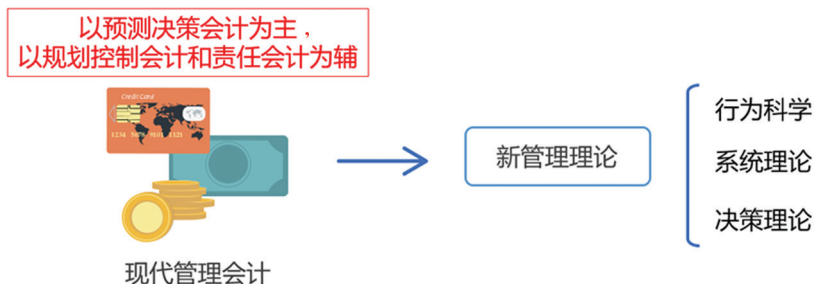 以预测决策会计为主，
以规划控制会计和责任会计为辅
Credit Card
现代管理会计
新管理理论
行为科学
系统理论
决策理论